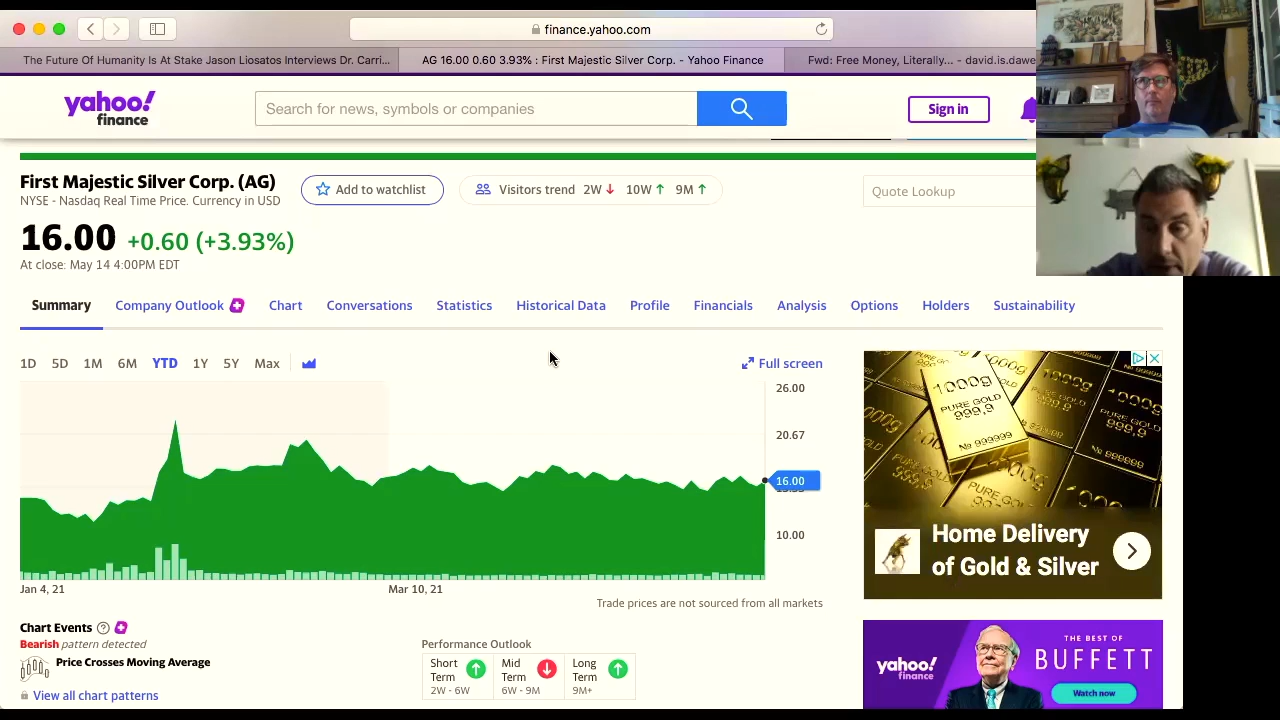 finance.yahoo.com
The Future Of Humanity Is At Stake Jason Liosatos Interviews Dr. Carri...
AG 16.00 0.60 3.93% : First Majestic Silver Corp. - Yahoo Finance
Fwd: Free Money, Literally... - david.is.dawe
yahoo!
finance
Search for news, symbols or companies
Sign in
First Majestic Silver Corp. (AG)
NYSE - Nasdaq Real Time Price. Currency in USD
Add to watchlist
Visitors trend 2W 10W 9M
Quote Lookup
16.00 +0.60 (+3.93%)
At close: May 14 4:00PM EDT
Summary
Company Outlook
Chart
Conversations
Statistics
Historical Data
Profile
Financials
Analysis
Options
Holders
Sustainability
1D 5D 1M 6M YTD 1Y 5Y Max
Full screen
26.00
20.67
16.00
10.00
Jan 4, 21
Mar 10, 21
Trade prices are not sourced from all markets
Chart Events
Bearish pattern detected
Price Crosses Moving Average
View all chart patterns
Performance Outlook
Short
Term
2W - 6W
Mid
Term
6W - 9M
Long
Term
9M+
1000g
PURE GOLD
999,9
№ 999999
Home Delivery
of Gold & Silver
yahoo!
finance
THE BEST OF
BUFFETT
Watch now